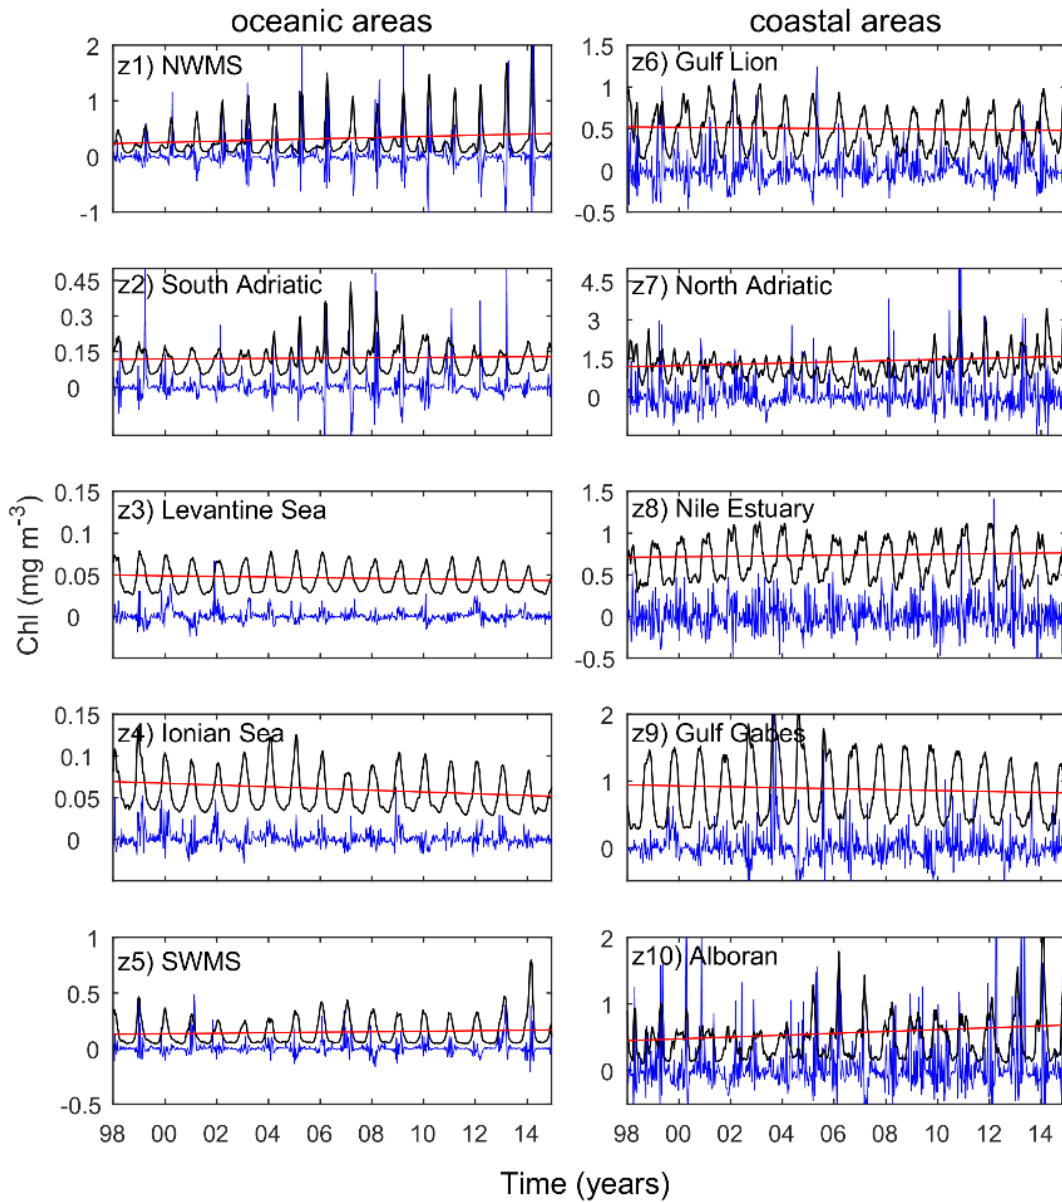 oceanic areas
coastal areas
z1) NWMS
2
1
0
-1
z6) Gulf Lion
1.5
1
0.5
0
-0.5
z2) South Adriatic
0.45
0.3
0.15
0
z7) North Adriatic
4.5
3
1.5
0
z3) Levantine Sea
0.15
0.1
0.05
0
z8) Nile Estuary
1.5
1
0.5
0
-0.5
z4) Ionian Sea
0.15
0.1
0.05
0
z9) Gulf Gabes
2
1
0
z5) SWMS
1
0.5
0
-0.5
z10) Alboran
2
1
0
98 00 02 04 06 08 10 12 14
98 00 02 04 06 08 10 12 14
Chl (mg m⁻³)
Time (years)